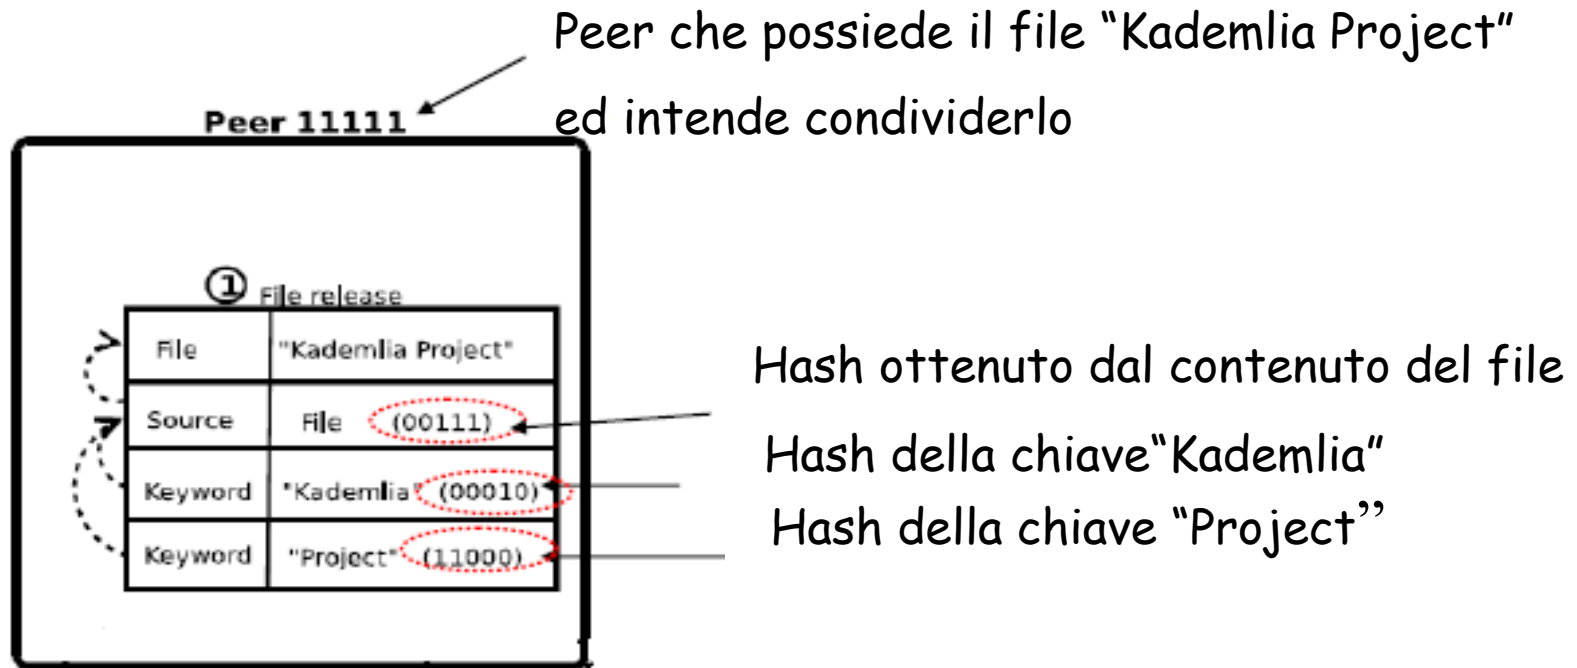 Peer che possiede il file “Kademlia Project”
ed intende condividerlo
Peer 11111
① File release
File "Kademlia Project"
Source File (00111)
Keyword "Kademlia" (00010)
Keyword "Project" (11000)
Hash ottenuto dal contenuto del file
Hash della chiave“Kademlia”
Hash della chiave “Project”